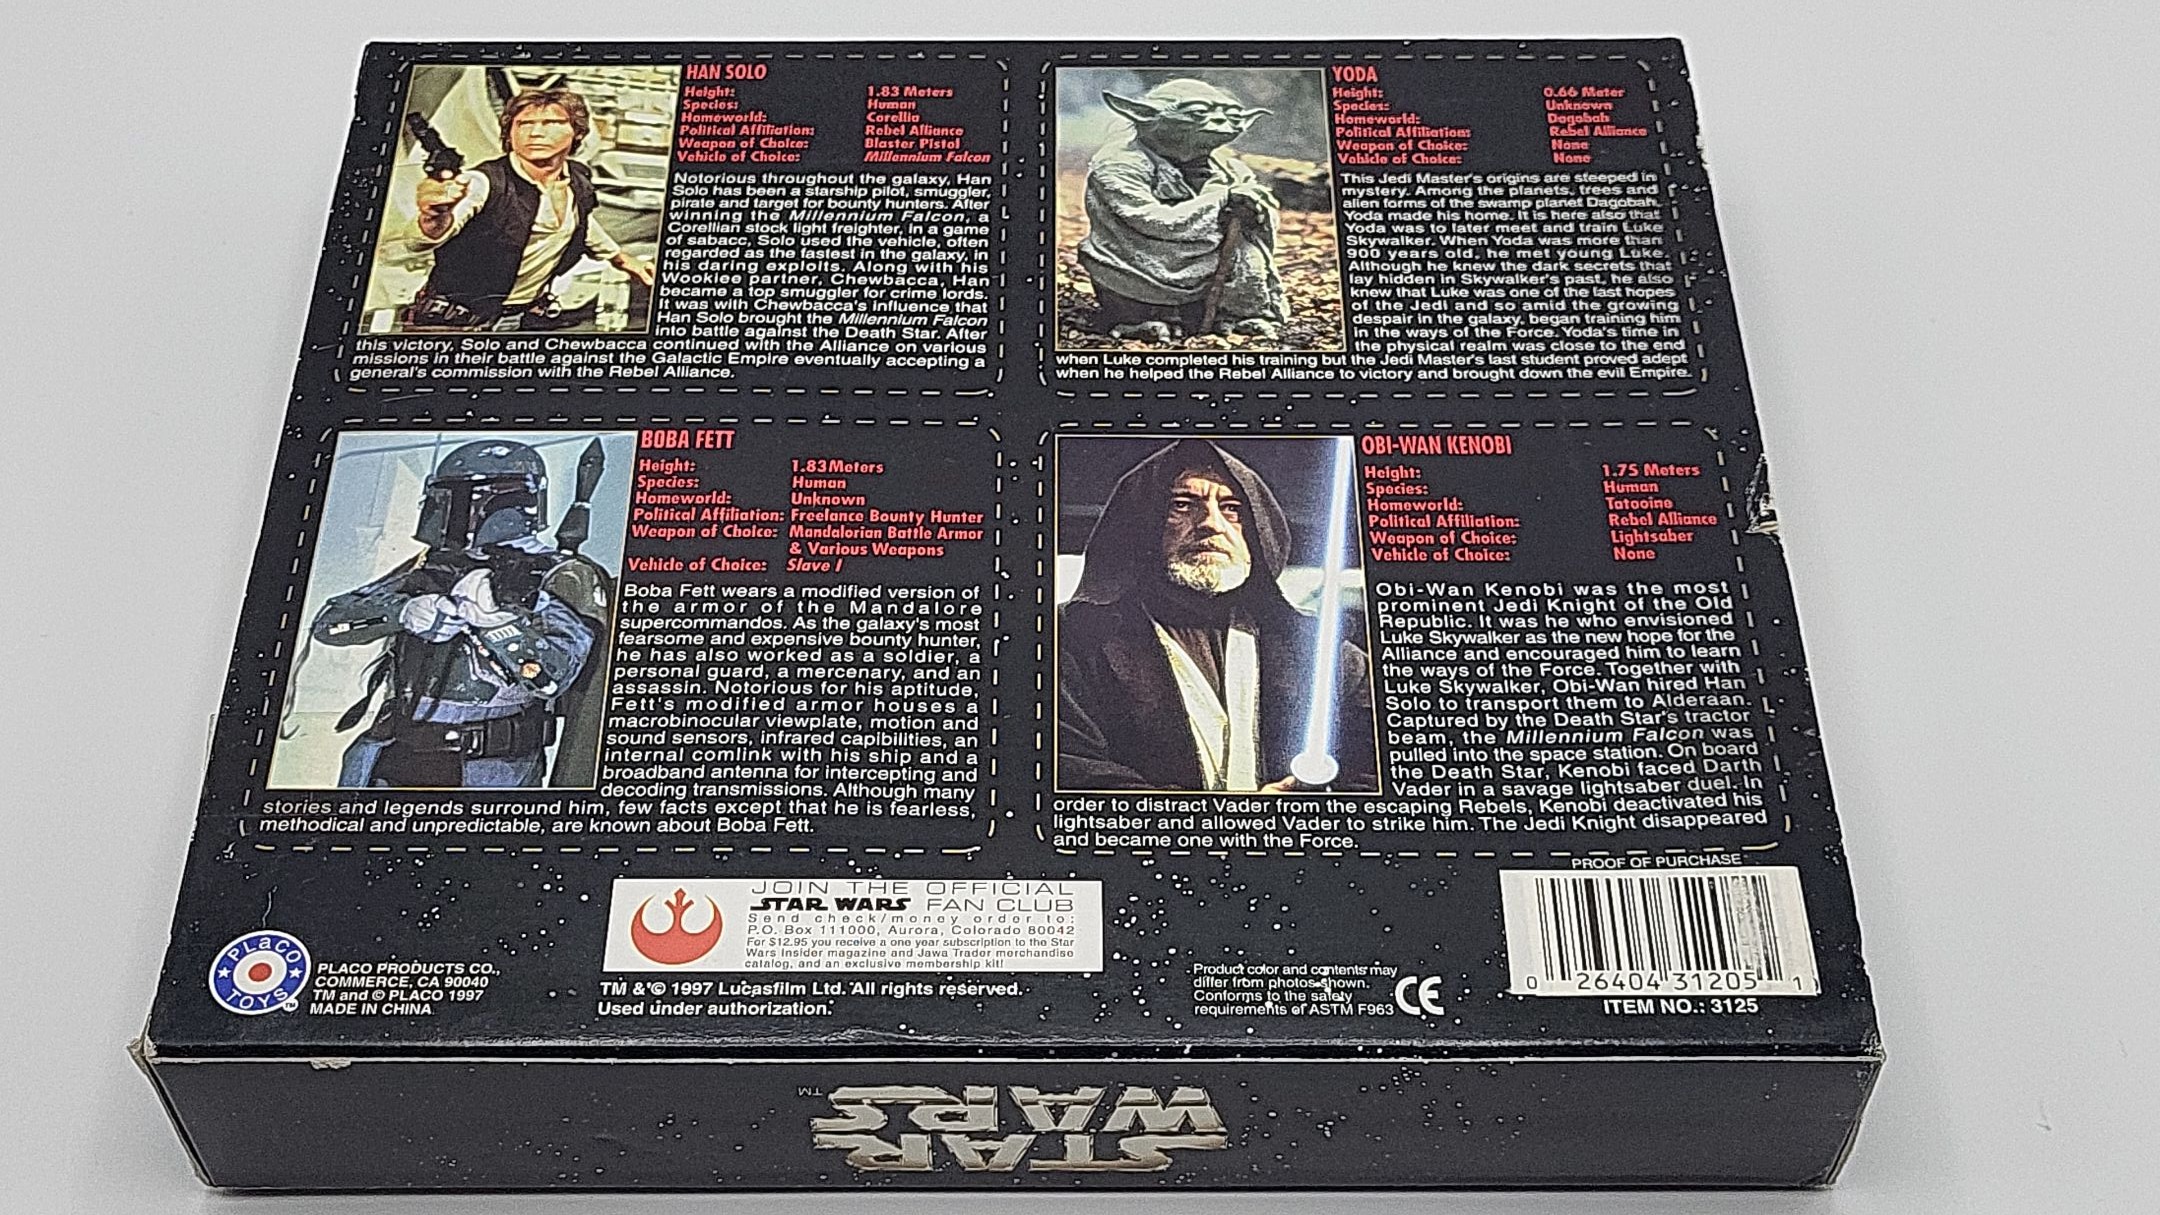 HAN SOLO
Height: 1.83 Meters
Species: Human
Homeworld: Corellia
Political Affiliation: Rebel Alliance
Weapon of Choice: Blaster Pistol
Vehicle of Choice: Millennium Falcon
Notorious throughout the galaxy, Han
Solo has been a starship pilot, smuggler,
pirate and target for bounty hunters. After
winning the Millennium Falcon, a
Corellian stock light freighter, in a game
of sabacc, Solo used the vehicle, often
regarded as the fastest in the galaxy, in
his daring exploits. Along with his
Wookiee partner, Chewbacca, Han
became a top smuggler for crime lords.
It was with Chewbacca's influence that
Han Solo brought the Millennium Falcon
into battle against the Death Star. After
this victory, Solo and Chewbacca continued with the Alliance on various
missions in their battle against the Galactic Empire eventually accepting a
general's commission with the Rebel Alliance.
YODA
Height: 0.66 Meter
Species: Unknown
Homeworld: Dagobah
Political Affiliation: Rebel Alliance
Weapon of Choice: None
Vehicle of Choice: None
This Jedi Master's origins are steeped in
mystery. Among the planets, trees and
alien forms of the swamp planet Dagobah,
Yoda made his home. It is here also that
Yoda was to later meet and train Luke
Skywalker. When Yoda was more than
900 years old, he met young Luke.
Although he knew the dark secrets that
lay hidden in Skywalker's past, he also
knew that Luke was one of the last hopes
of the Jedi and so amid the growing
despair in the galaxy, began training him
in the ways of the Force. Yoda's time in
the physical realm was close to the end
when Luke completed his training but the Jedi Master's last student proved adept
when he helped the Rebel Alliance to victory and brought down the evil Empire.
BOBA FETT
Height: 1.83Meters
Species: Human
Homeworld: Unknown
Political Affiliation: Freelance Bounty Hunter
Weapon of Choice: Mandalorian Battle Armor
& Various Weapons
Vehicle of Choice: Slave I
Boba Fett wears a modified version of
the armor of the Mandalore
supercommandos. As the galaxy's most
fearsome and expensive bounty hunter,
he has also worked as a soldier, a
personal guard, a mercenary, and an
assassin. Notorious for his aptitude,
Fett's modified armor houses a
macrobinocular viewplate, motion and
sound sensors, infrared capibilities, an
internal comlink with his ship and a
broadband antenna for intercepting and
decoding transmissions. Although many
stories and legends surround him, few facts except that he is fearless,
methodical and unpredictable, are known about Boba Fett.
OBI-WAN KENOBI
Height: 1.75 Meters
Species: Human
Homeworld: Tatooine
Political Affiliation: Rebel Alliance
Weapon of Choice: Lightsaber
Vehicle of Choice: None
Obi-Wan Kenobi was the most
prominent Jedi Knight of the Old
Republic. It was he who envisioned
Luke Skywalker as the new hope for the
Alliance and encouraged him to learn
the ways of the Force. Together with
Luke Skywalker, Obi-Wan hired Han
Solo to transport them to Alderaan.
Captured by the Death Star's tractor
beam, the Millennium Falcon was
pulled into the space station. On board
the Death Star, Kenobi faced Darth
Vader in a savage lightsaber duel. In
order to distract Vader from the escaping Rebels, Kenobi deactivated his
lightsaber and allowed Vader to strike him. The Jedi Knight disappeared
and became one with the Force.
PLACO
TOYS TM
PLACO PRODUCTS CO.,
COMMERCE, CA 90040
TM and © PLACO 1997
MADE IN CHINA
JOIN THE OFFICIAL
STAR WARS FAN CLUB
Send check/money order to:
P.O. Box 111000, Aurora, Colorado 80042
For $12.95 you receive a one year subscription to the Star
Wars Insider magazine and Jawa Trader merchandise
catalog, and an exclusive membership kit!
TM & © 1997 Lucasfilm Ltd. All rights reserved.
Used under authorization.
Product color and contents may
differ from photos shown.
Conforms to the safety
requirements of ASTM F963
CE
PROOF OF PURCHASE
0 26404 31205 1
ITEM NO.: 3125
STAR
WARS TM